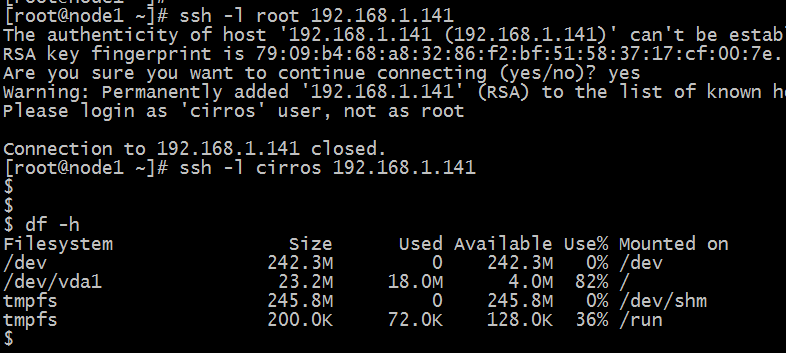 [root@node1 ~]#
[root@node1 ~]# ssh -l root 192.168.1.141
The authenticity of host '192.168.1.141 (192.168.1.141)' can't be establ
RSA key fingerprint is 79:09:b4:68:a8:32:86:f2:bf:51:58:37:17:cf:00:7e.
Are you sure you want to continue connecting (yes/no)? yes
Warning: Permanently added '192.168.1.141' (RSA) to the list of known h
Please login as 'cirros' user, not as root
Connection to 192.168.1.141 closed.
[root@node1 ~]# ssh -l cirros 192.168.1.141
$
$
$ df -h
Filesystem Size Used Available Use% Mounted on
/dev 242.3M 0 242.3M 0% /dev
/dev/vda1 23.2M 18.0M 4.0M 82% /
tmpfs 245.8M 0 245.8M 0% /dev/shm
tmpfs 200.0K 72.0K 128.0K 36% /run
$